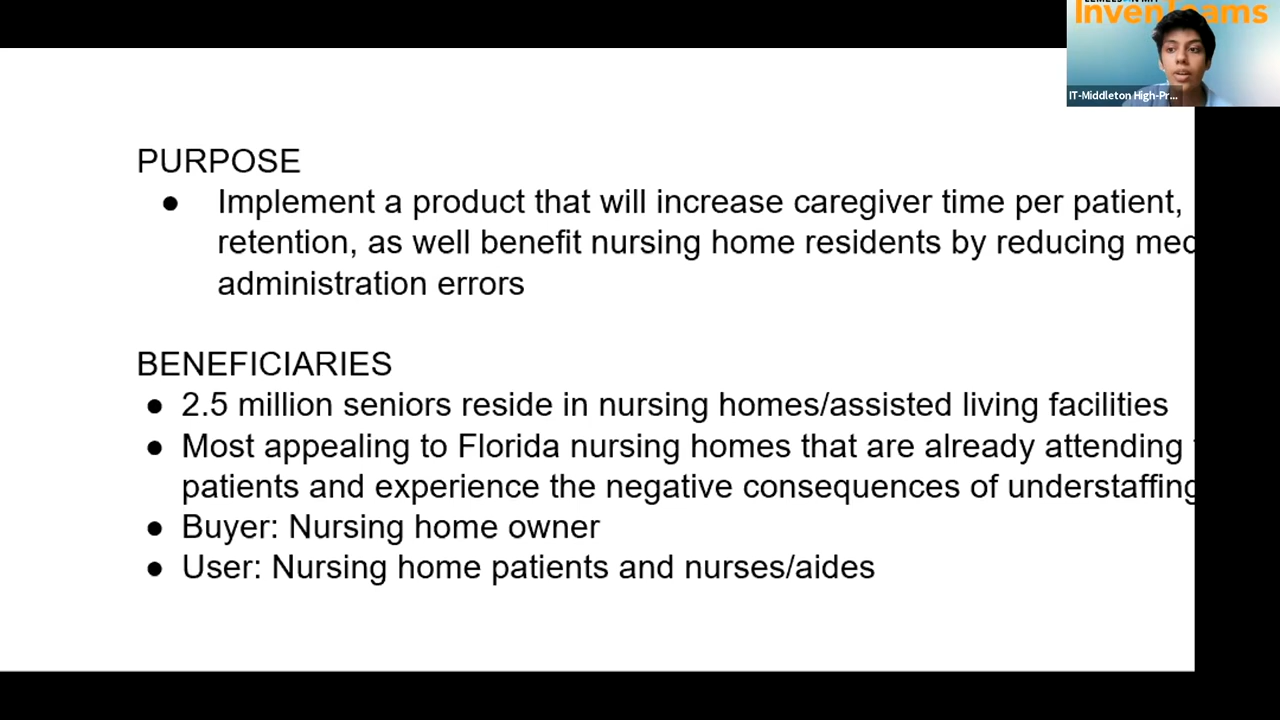 InvenTeams
IT-Middleton High-Pr...
PURPOSE
● Implement a product that will increase caregiver time per patient,
retention, as well benefit nursing home residents by reducing med
administration errors
BENEFICIARIES
● 2.5 million seniors reside in nursing homes/assisted living facilities
● Most appealing to Florida nursing homes that are already attending
patients and experience the negative consequences of understaffing
● Buyer: Nursing home owner
● User: Nursing home patients and nurses/aides